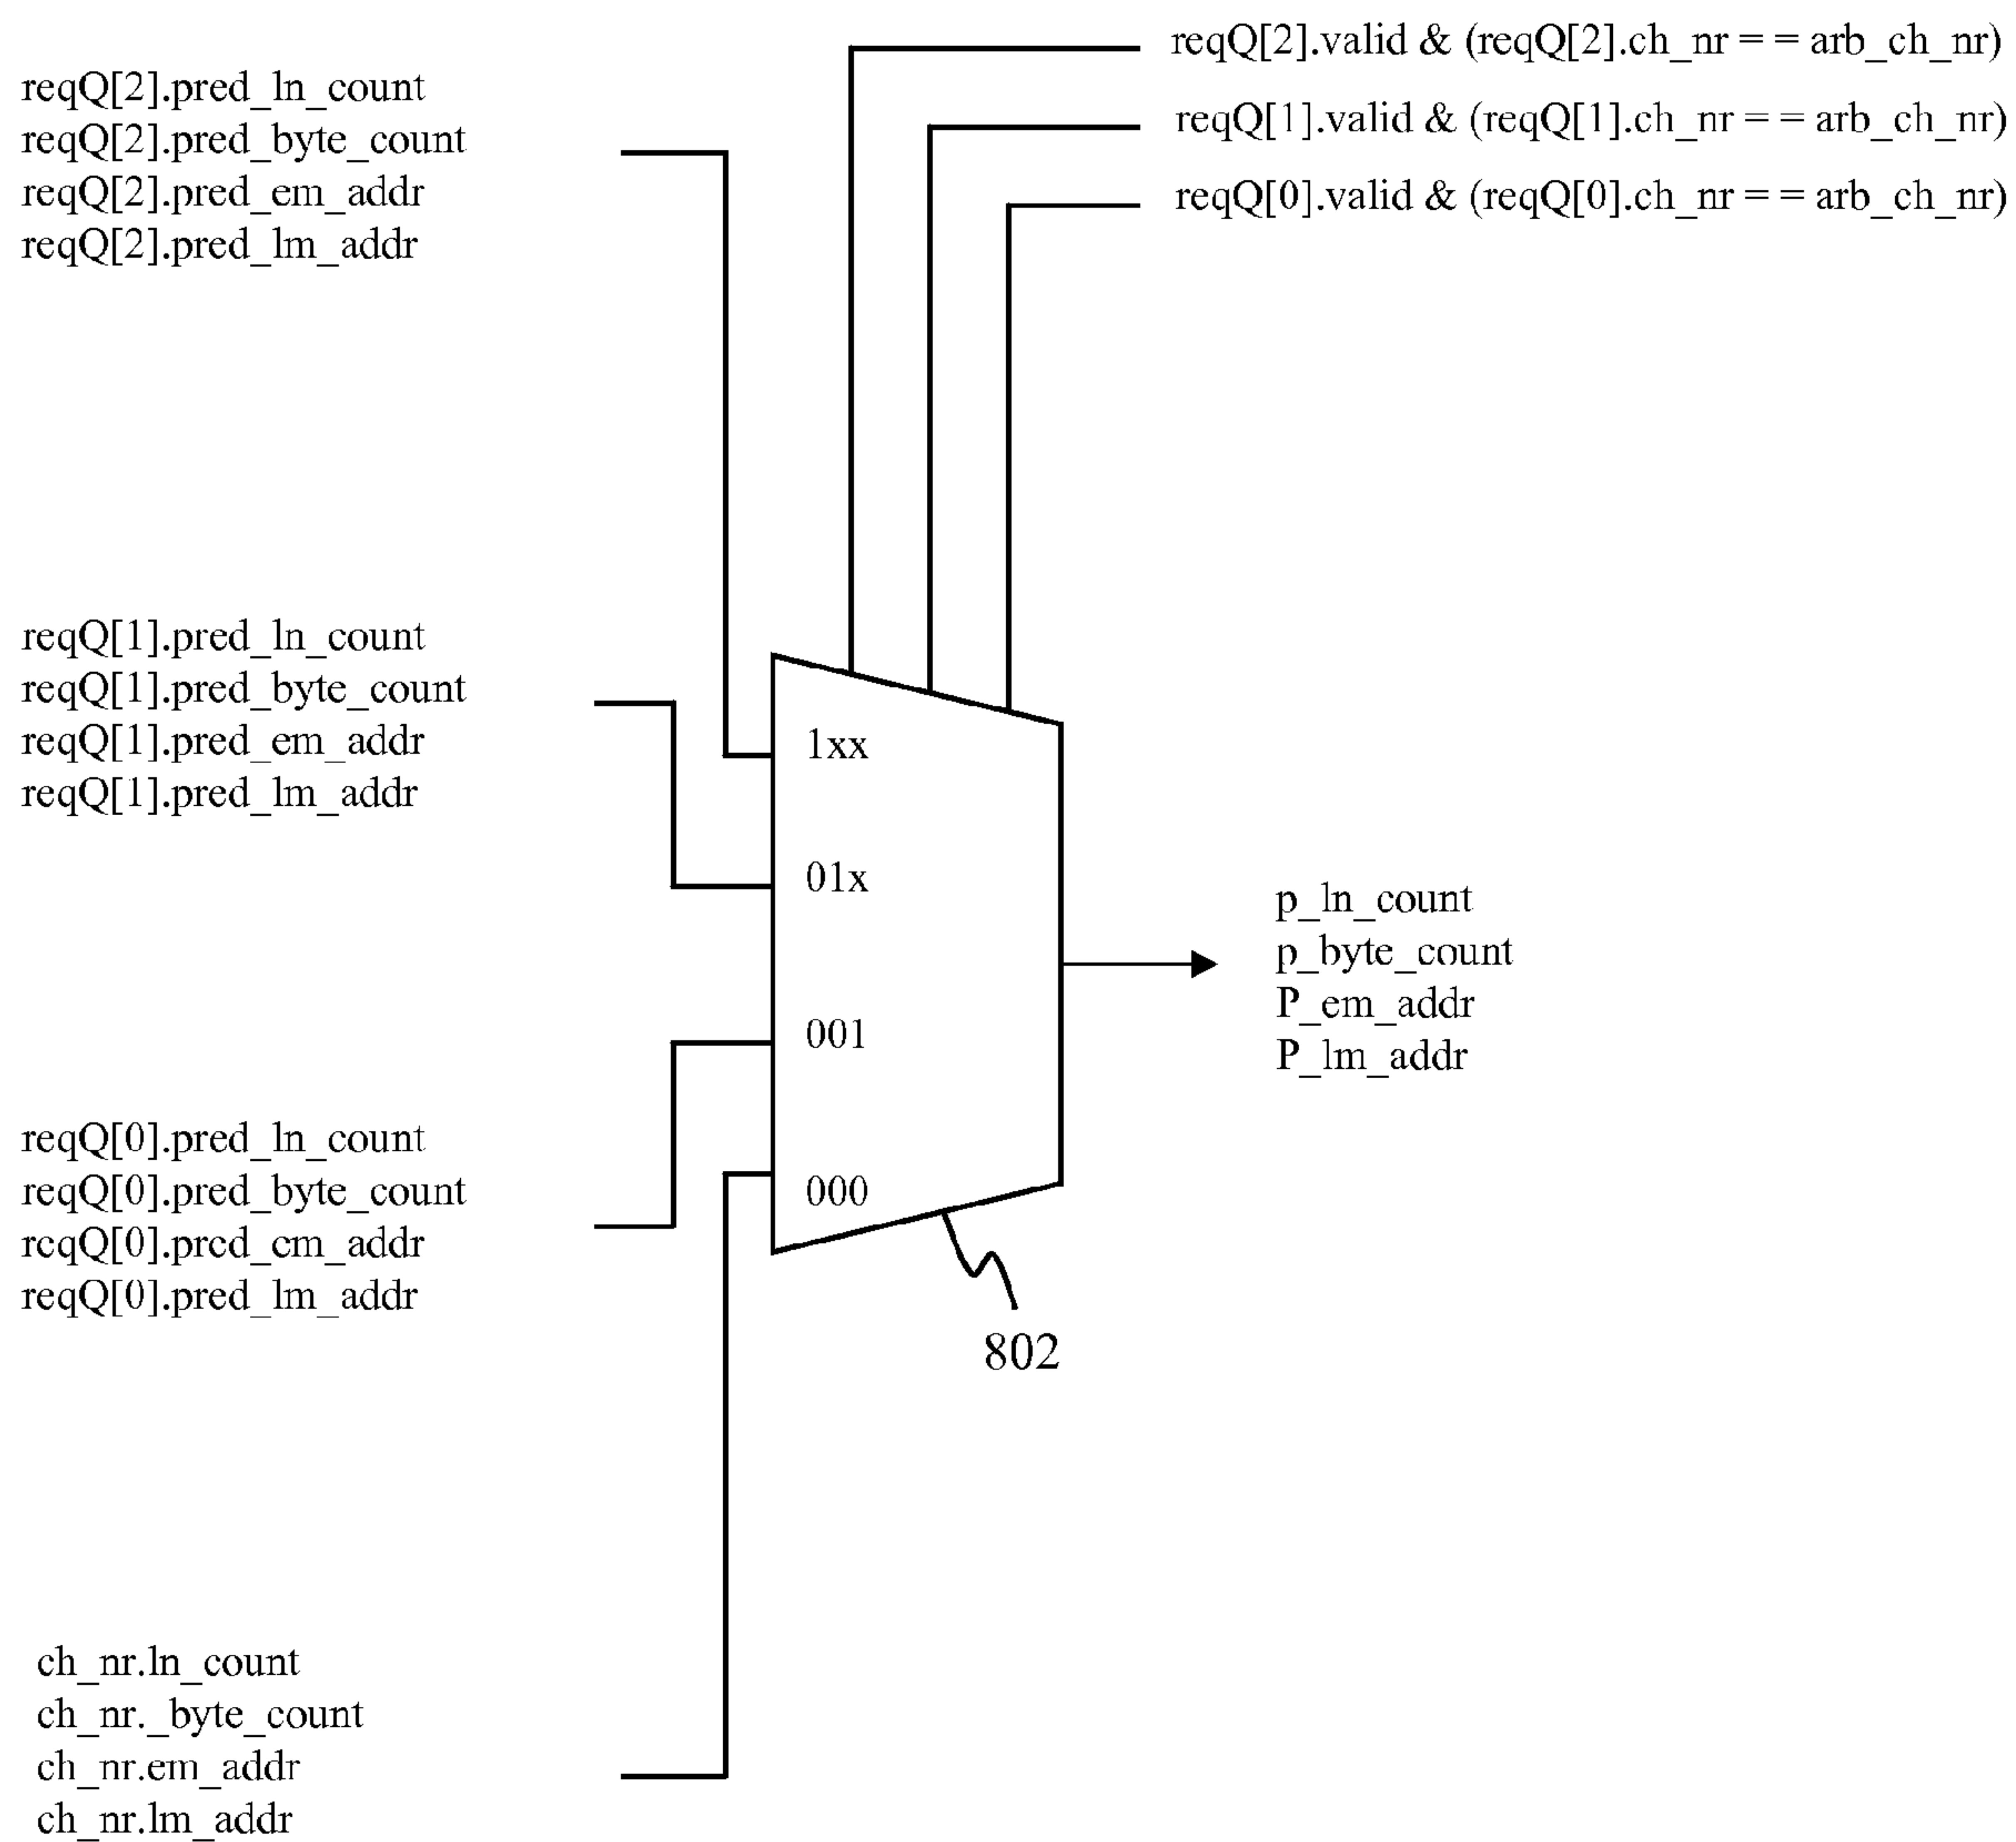 reqQ[2].valid & (reqQ[2].ch_nr = = arb_ch_nr)
reqQ[1].valid & (reqQ[1].ch_nr = = arb_ch_nr)
reqQ[0].valid & (reqQ[0].ch_nr = = arb_ch_nr)
reqQ[2].pred_ln_count
reqQ[2].pred_byte_count
reqQ[2].pred_em_addr
reqQ[2].pred_lm_addr
reqQ[1].pred_ln_count
reqQ[1].pred_byte_count
reqQ[1].pred_em_addr
reqQ[1].pred_lm_addr
1xx
01x
001
000
p_ln_count
p_byte_count
P_em_addr
P_lm_addr
reqQ[0].pred_ln_count
reqQ[0].pred_byte_count
reqQ[0].pred_em_addr
reqQ[0].pred_lm_addr
802
ch_nr.ln_count
ch_nr._byte_count
ch_nr.em_addr
ch_nr.lm_addr